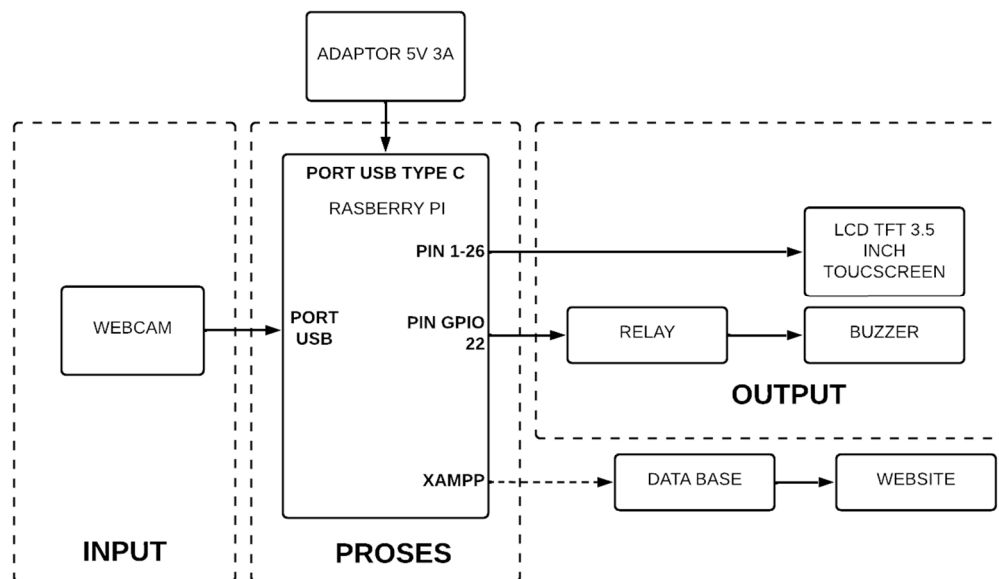 ADAPTOR 5V 3A
PORT USB TYPE C
RASBERRY PI
PIN 1-26
LCD TFT 3.5
INCH
TOUCSCREEN
WEBCAM
PORT
USB
PIN GPIO
22
RELAY
BUZZER
OUTPUT
XAMPP
DATA BASE
WEBSITE
INPUT
PROSES